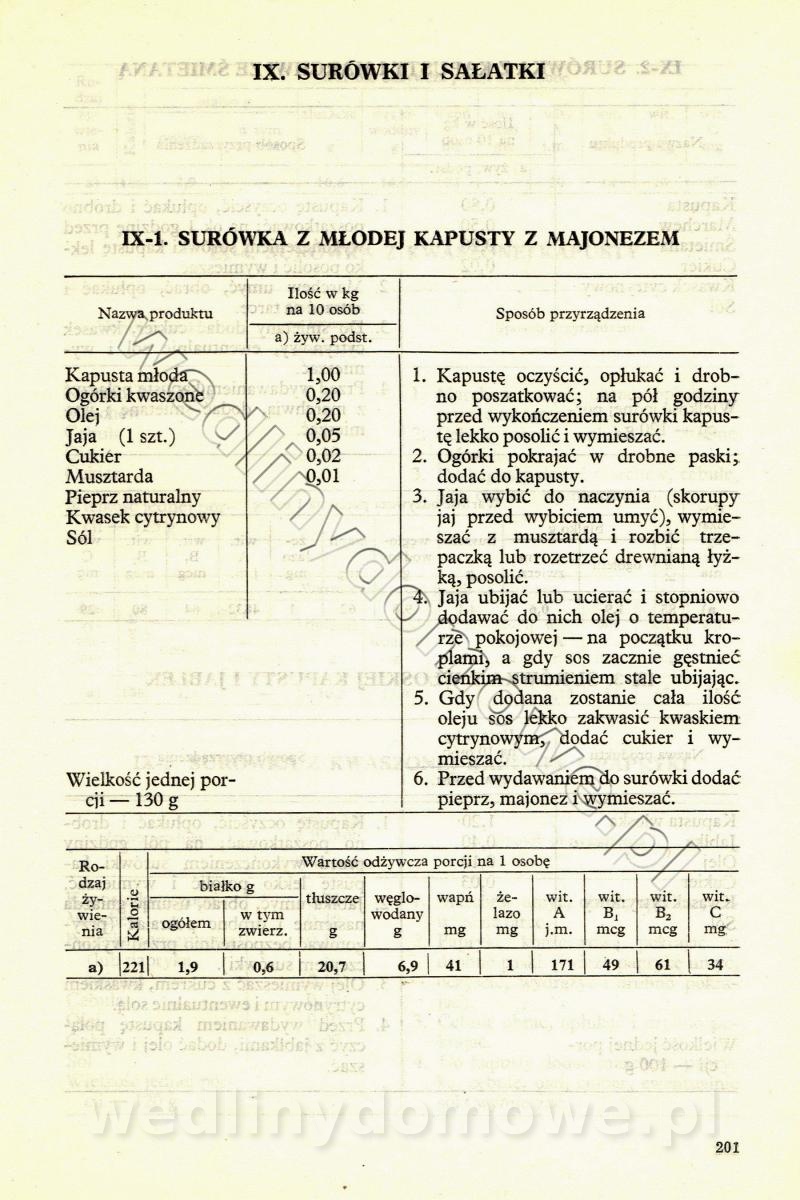 IX. SURÓWKI I SAŁATKI
IX-1. SURÓWKA Z MŁODEJ KAPUSTY Z MAJONEZEM
Nazwa produktu
Ilość w kg
na 10 osób
a) żyw. podst.
Sposób przyrządzenia
Kapusta młoda 1,00
Ogórki kwaszone 0,20
Olej 0,20
Jaja (1 szt.) 0,05
Cukier 0,02
Musztarda 0,01
Pieprz naturalny
Kwasek cytrynowy
Sól
Wielkość jednej por-
cji — 130 g
1. Kapustę oczyścić, opłukać i drob-
no poszatkować; na pół godziny
przed wykończeniem surówki kapus-
tę lekko posolić i wymieszać.
2. Ogórki pokrajać w drobne paski;
dodać do kapusty.
3. Jaja wybić do naczynia (skorupy
jaj przed wybiciem umyć), wymie-
szać z musztardą i rozbić trze-
paczką lub rozetrzeć drewnianą łyż-
ką, posolić.
4. Jaja ubijać lub ucierać i stopniowo
dodawać do nich olej o temperatu-
rze pokojowej — na początku kro-
plami, a gdy sos zacznie gęstnieć
cienkim strumieniem stale ubijając.
5. Gdy dodana zostanie cała ilość
oleju sos lekko zakwasić kwaskiem
cytrynowym, dodać cukier i wy-
mieszać.
6. Przed wydawaniem do surówki dodać
pieprz, majonez i wymieszać.
Ro-
dzaj
ży-
wie-
nia
Kalorie
Wartość odżywcza porcji na 1 osobę
białko g
ogółem
w tym
zwierz.
tłuszcze
g
węglo-
wodany
g
wapń
mg
że-
lazo
mg
wit.
A
j.m.
wit.
B₁
mcg
wit.
B₂
mcg
wit.
C
mg
a) 221 1,9 0,6 20,7 6,9 41 1 171 49 61 34
wedlinydomowe.pl
201